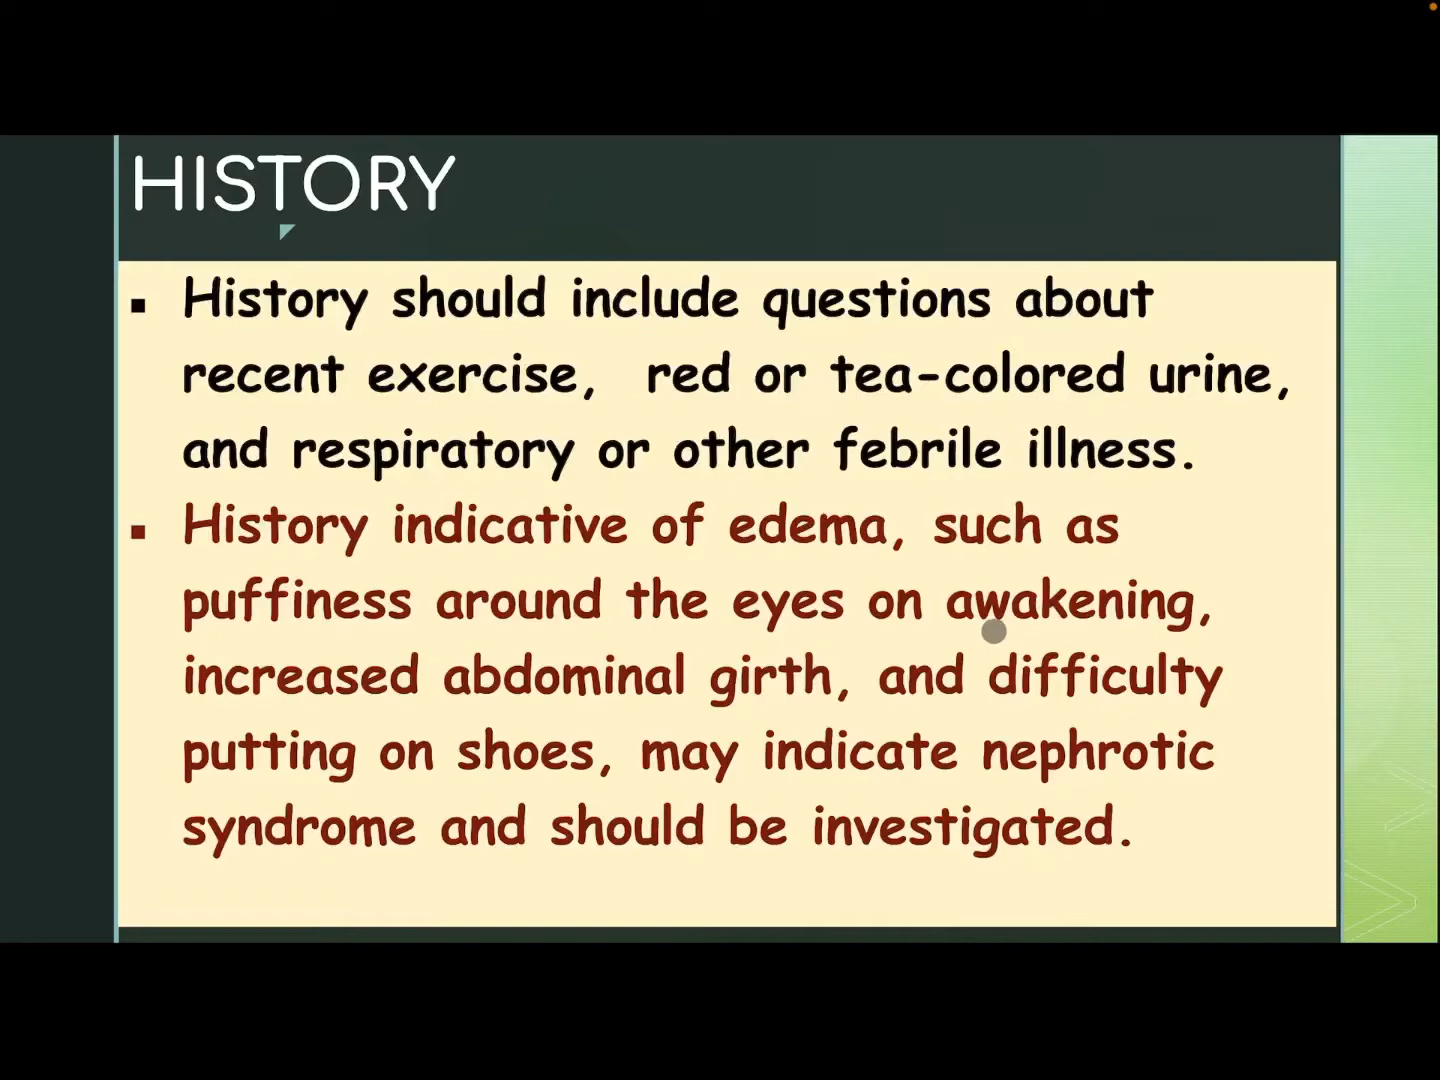 HISTORY
▪ History should include questions about
recent exercise, red or tea-colored urine,
and respiratory or other febrile illness.
▪ History indicative of edema, such as
puffiness around the eyes on awakening,
increased abdominal girth, and difficulty
putting on shoes, may indicate nephrotic
syndrome and should be investigated.